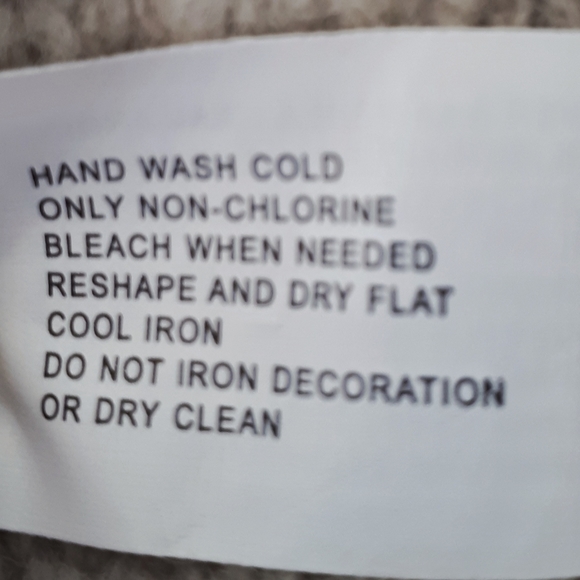 HAND WASH COLD
ONLY NON-CHLORINE
BLEACH WHEN NEEDED
RESHAPE AND DRY FLAT
COOL IRON
DO NOT IRON DECORATION
OR DRY CLEAN